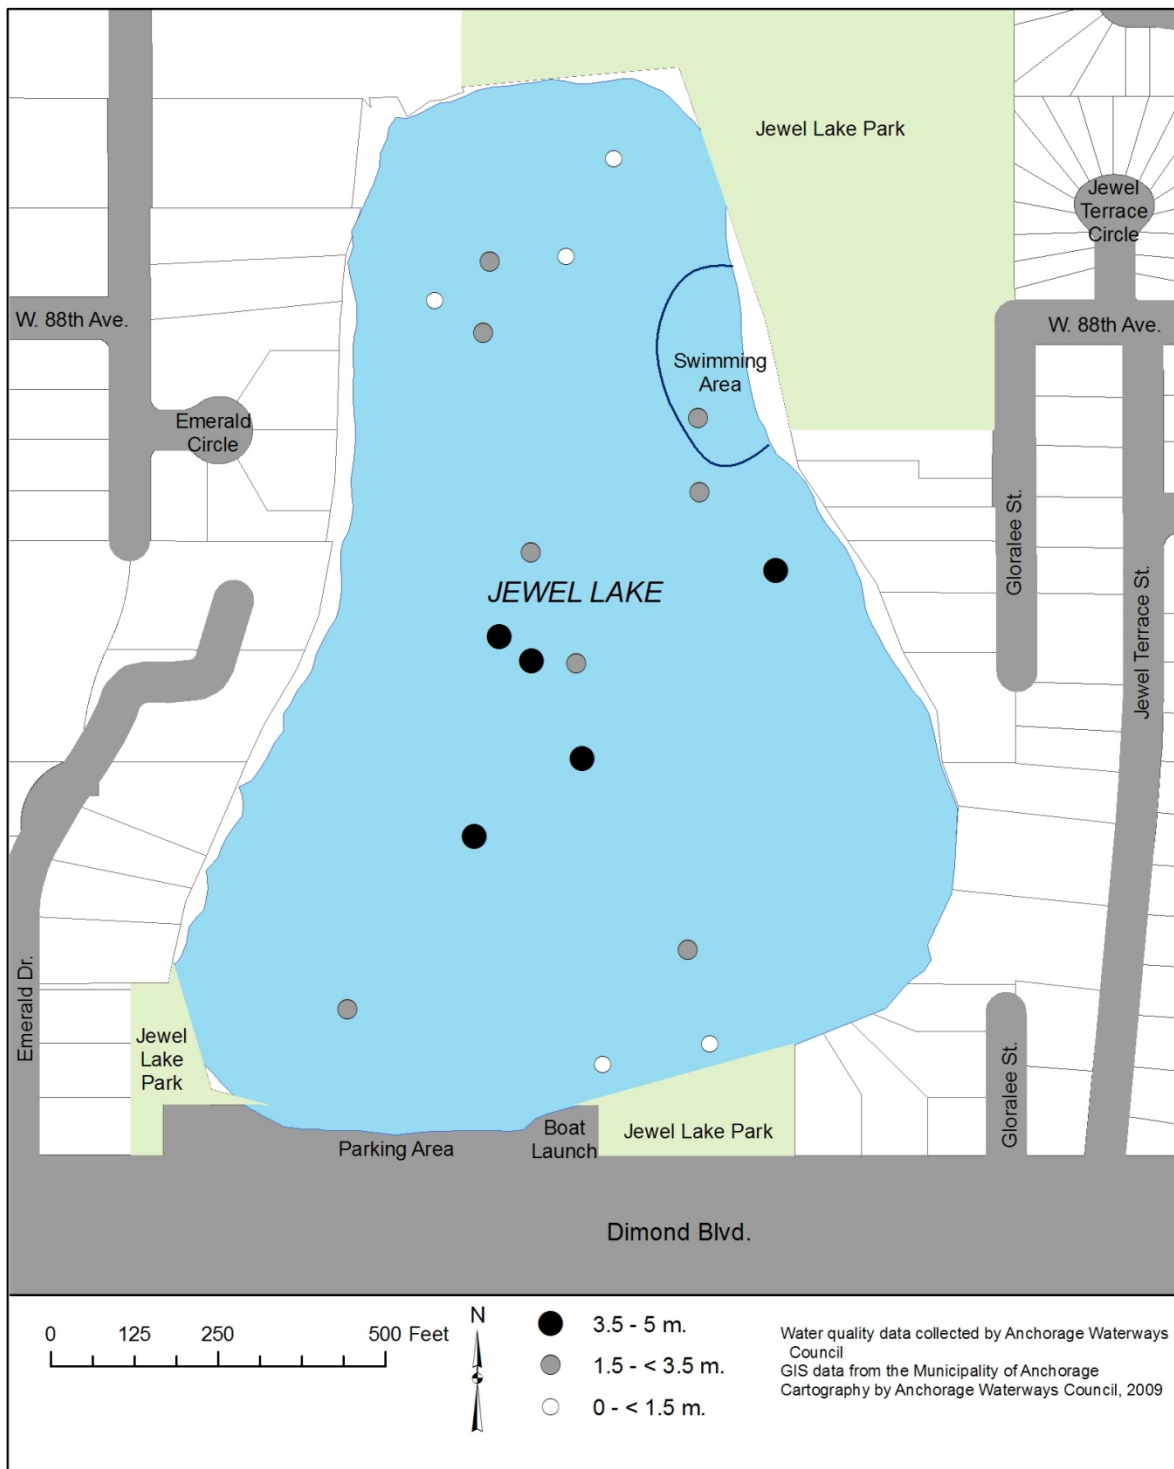 Jewel Lake Park
Jewel
Terrace
Circle
W. 88th Ave.
W. 88th Ave.
Swimming
Area
Emerald
Circle
Gloralee St.
JEWEL LAKE
Jewel Terrace St.
Emerald Dr.
Jewel
Lake
Park
Gloralee St.
Parking Area
Boat
Launch
Jewel Lake Park
Dimond Blvd.
0 125 250 500 Feet
N
3.5 - 5 m.
1.5 - < 3.5 m.
0 - < 1.5 m.
Water quality data collected by Anchorage Waterways
Council
GIS data from the Municipality of Anchorage
Cartography by Anchorage Waterways Council, 2009